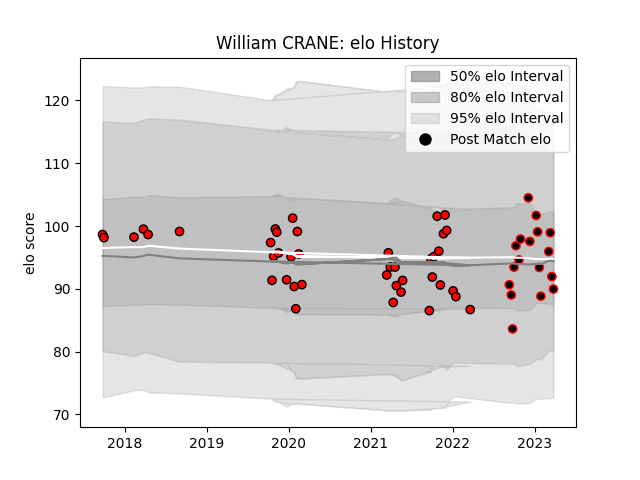 William CRANE: elo History
50% elo Interval
80% elo Interval
95% elo Interval
Post Match elo
elo score
120
110
100
90
80
70
2018
2019
2020
2021
2022
2023